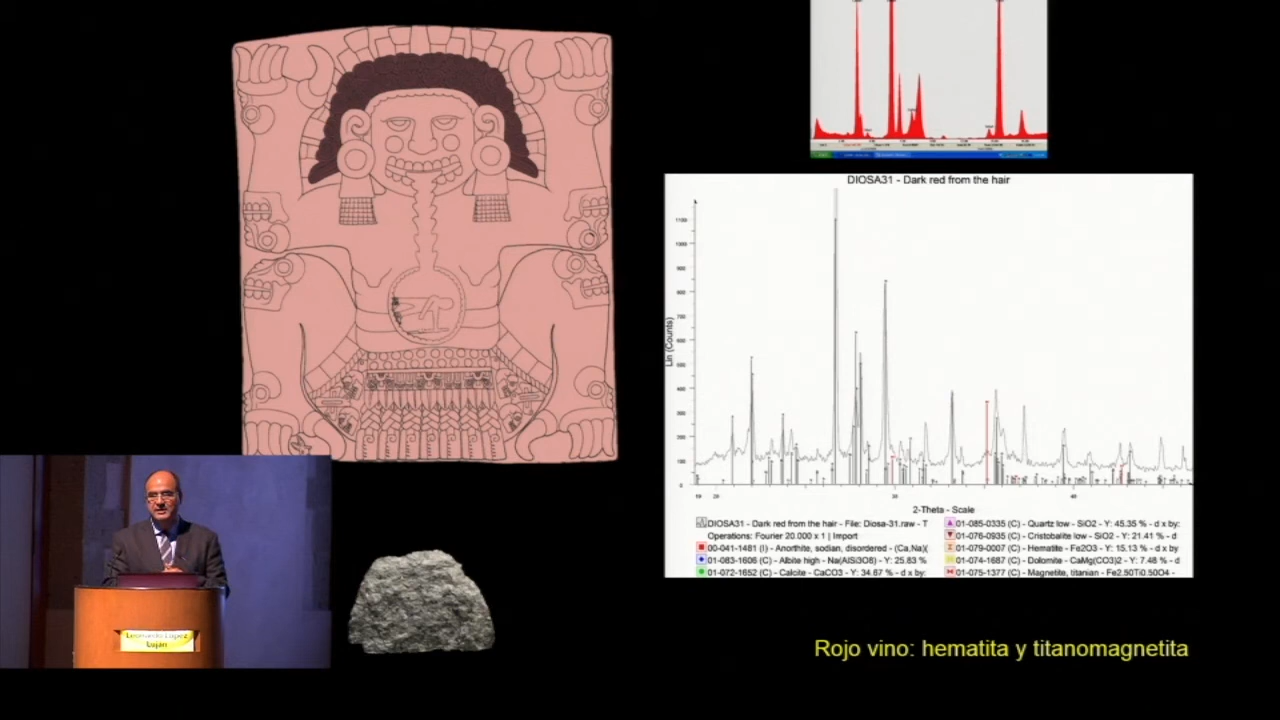 DIOSA31 - Dark red from the hair
Lin (Counts)
2-Theta - Scale
DIOSA31 - Dark red from the hair - File: Diosa-31.raw - T
Operations: Fourier 20.000 x 1 | Import
00-041-1481 (I) - Anorthite, sodian, disordered - (Ca,Na)(
01-083-1606 (C) - Albite high - Na(AlSi3O8) - Y: 25.83 %
01-072-1652 (C) - Calcite - CaCO3 - Y: 34.67 % - d x by:
01-085-0335 (C) - Quartz low - SiO2 - Y: 45.35 % - d x by:
01-076-0935 (C) - Cristobalite low - SiO2 - Y: 21.41 % - d
01-079-0007 (C) - Hematite - Fe2O3 - Y: 15.13 % - d x by
01-074-1687 (C) - Dolomite - CaMg(CO3)2 - Y: 7.48 % - d
01-075-1377 (C) - Magnetite, titanian - Fe2.50Ti0.50O4 -
Leonardo López
Luján
Rojo vino: hematita y titanomagnetita